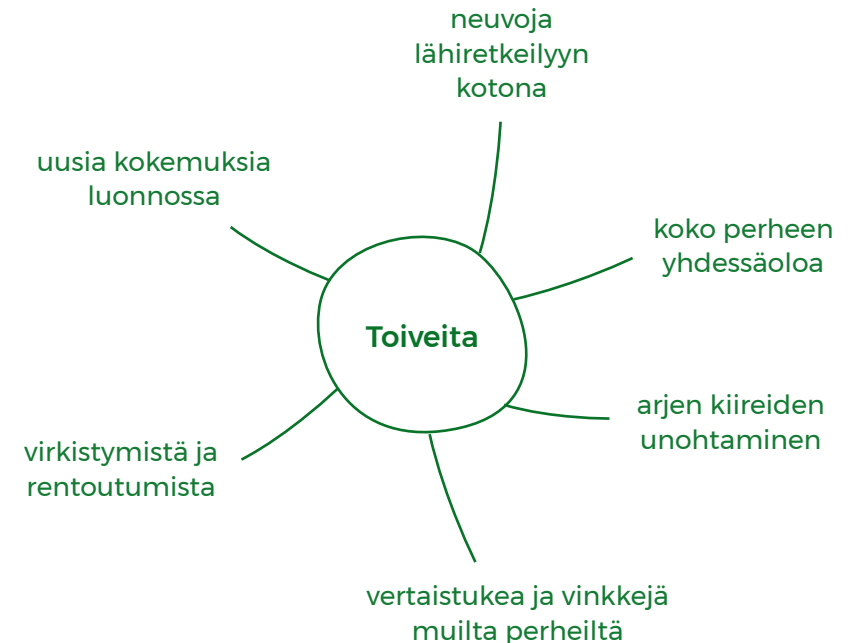 neuvoja
lähiretkeilyyn
kotona
uusia kokemuksia
luonnossa
koko perheen
yhdessäoloa
Toiveita
arjen kiireiden
unohtaminen
virkistymistä ja
rentoutumista
vertaistukea ja vinkkejä
muilta perheiltä